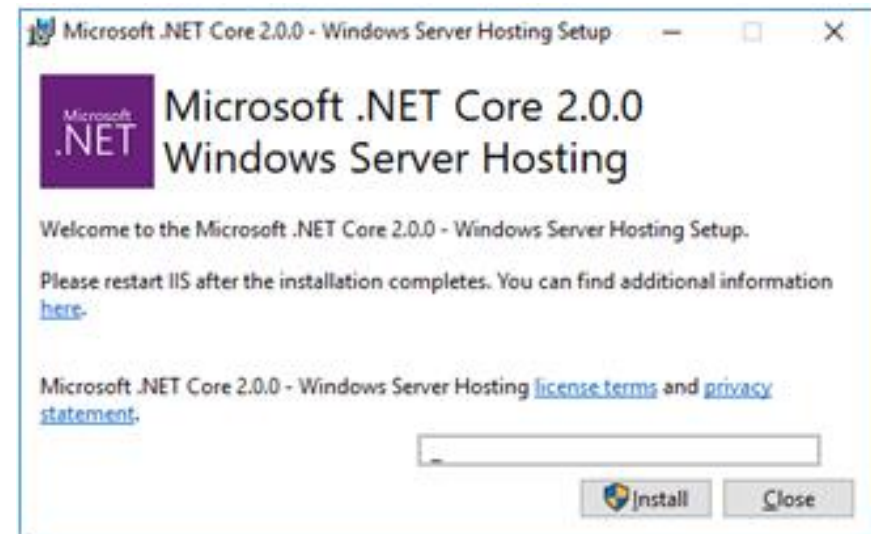 Microsoft .NET Core 2.0.0 - Windows Server Hosting Setup
Microsoft
.NET
Microsoft .NET Core 2.0.0
Windows Server Hosting
Welcome to the Microsoft .NET Core 2.0.0 - Windows Server Hosting Setup.
Please restart IIS after the installation completes. You can find additional information
here.
Microsoft .NET Core 2.0.0 - Windows Server Hosting license terms and privacy
statement.
_
Install Close